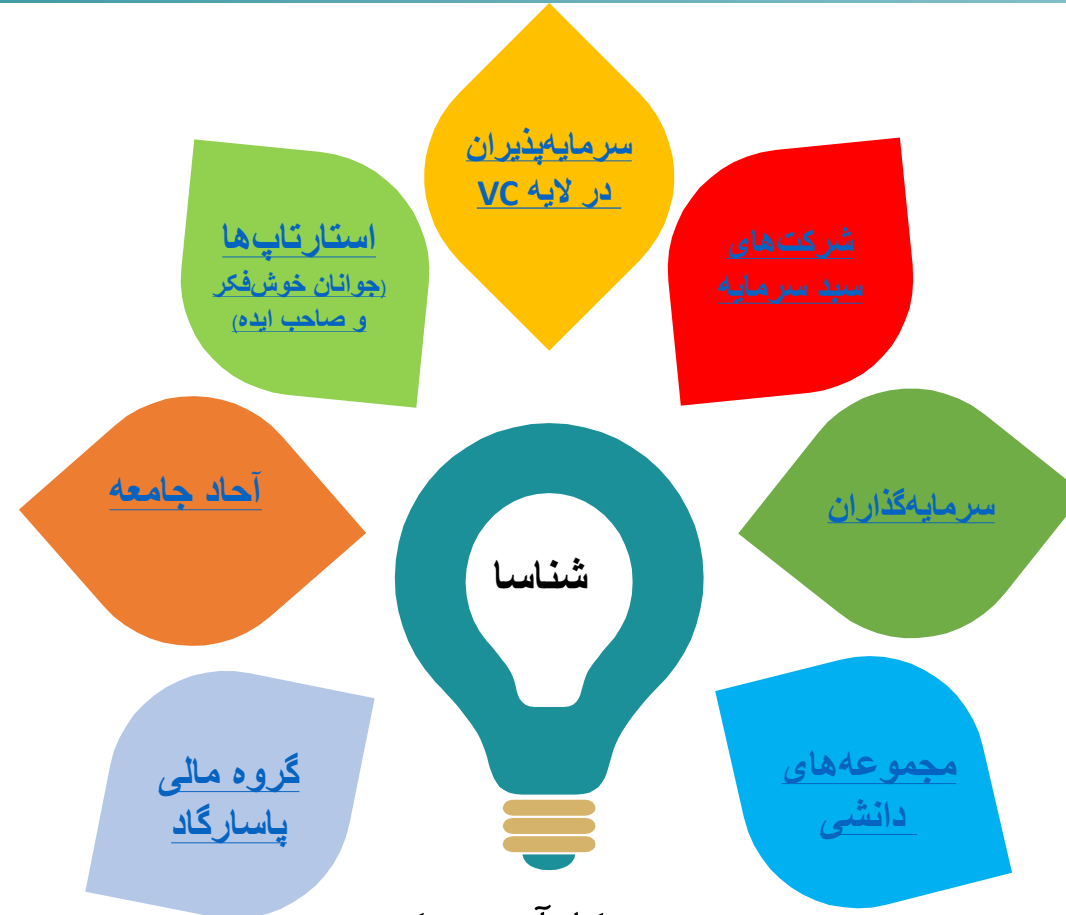 سرمایه‌پذیران
در لایه VC
شرکت‌های
سبد سرمایه
استارتاپ‌ها
(جوانان خوش‌فکر
و صاحب ایده)
سرمایه‌گذاران
آحاد جامعه
شناسا
مجموعه‌های
دانشی
گروه مالی
پاسارگاد